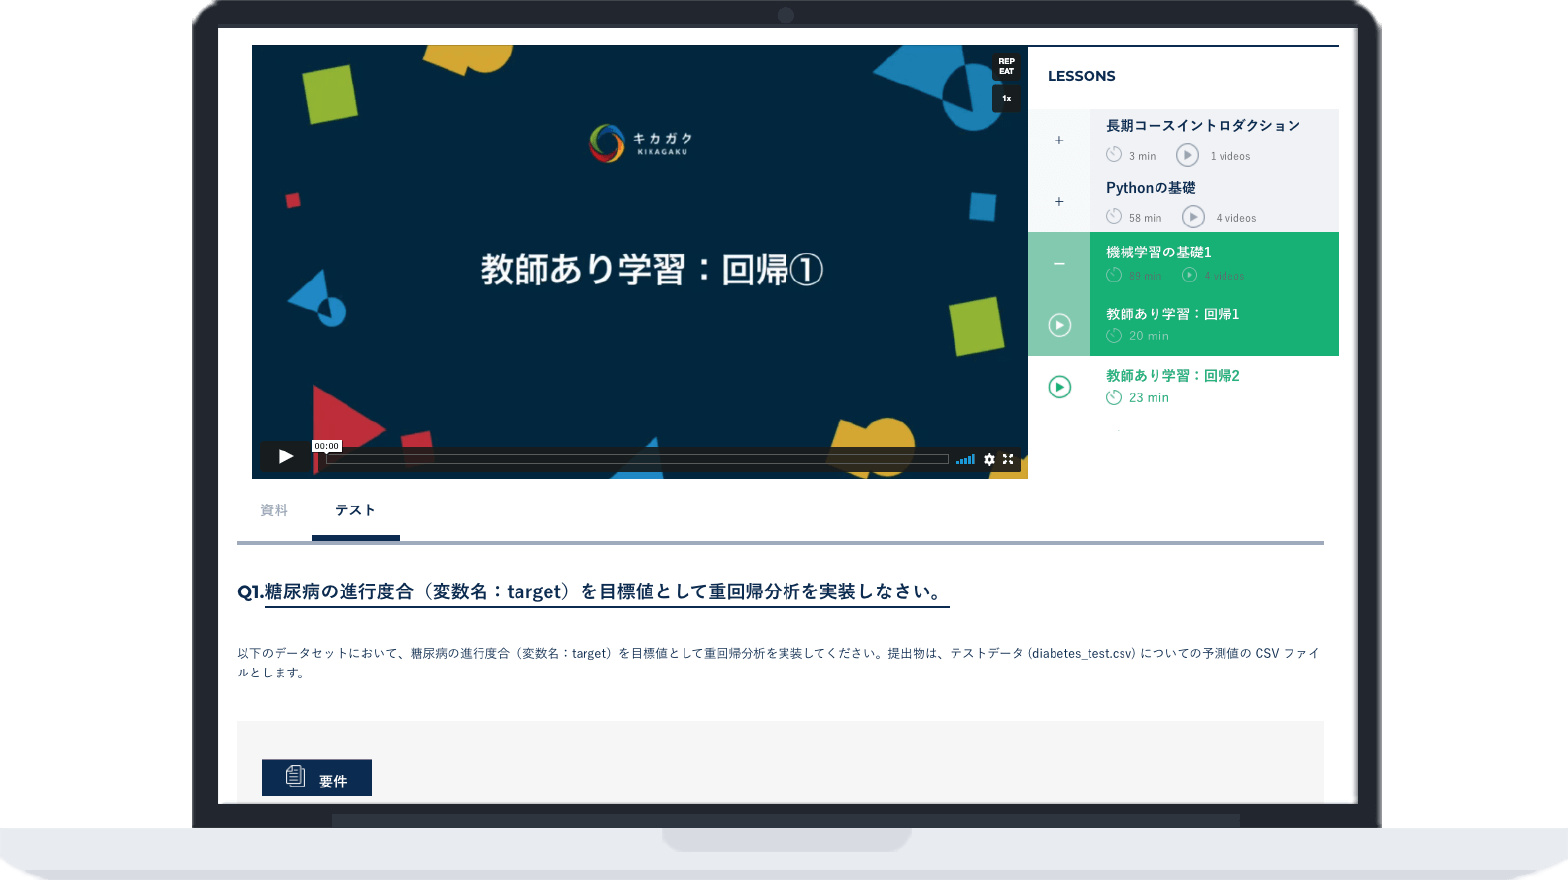 REP
EAT
1x
キカガク
KIKAGAKU
教師あり学習：回帰①
00:00
LESSONS
+
長期コースイントロダクション
3 min 1 videos
+
Pythonの基礎
58 min 4 videos
−
機械学習の基礎1
89 min 4 videos
教師あり学習：回帰1
20 min
教師あり学習：回帰2
23 min
資料 テスト
Q1.糖尿病の進行度合（変数名：target）を目標値として重回帰分析を実装しなさい。
以下のデータセットにおいて、糖尿病の進行度合（変数名：target）を目標値として重回帰分析を実装してください。提出物は、テストデータ (diabetes_test.csv) についての予測値の CSV ファイ
ルとします。
要件